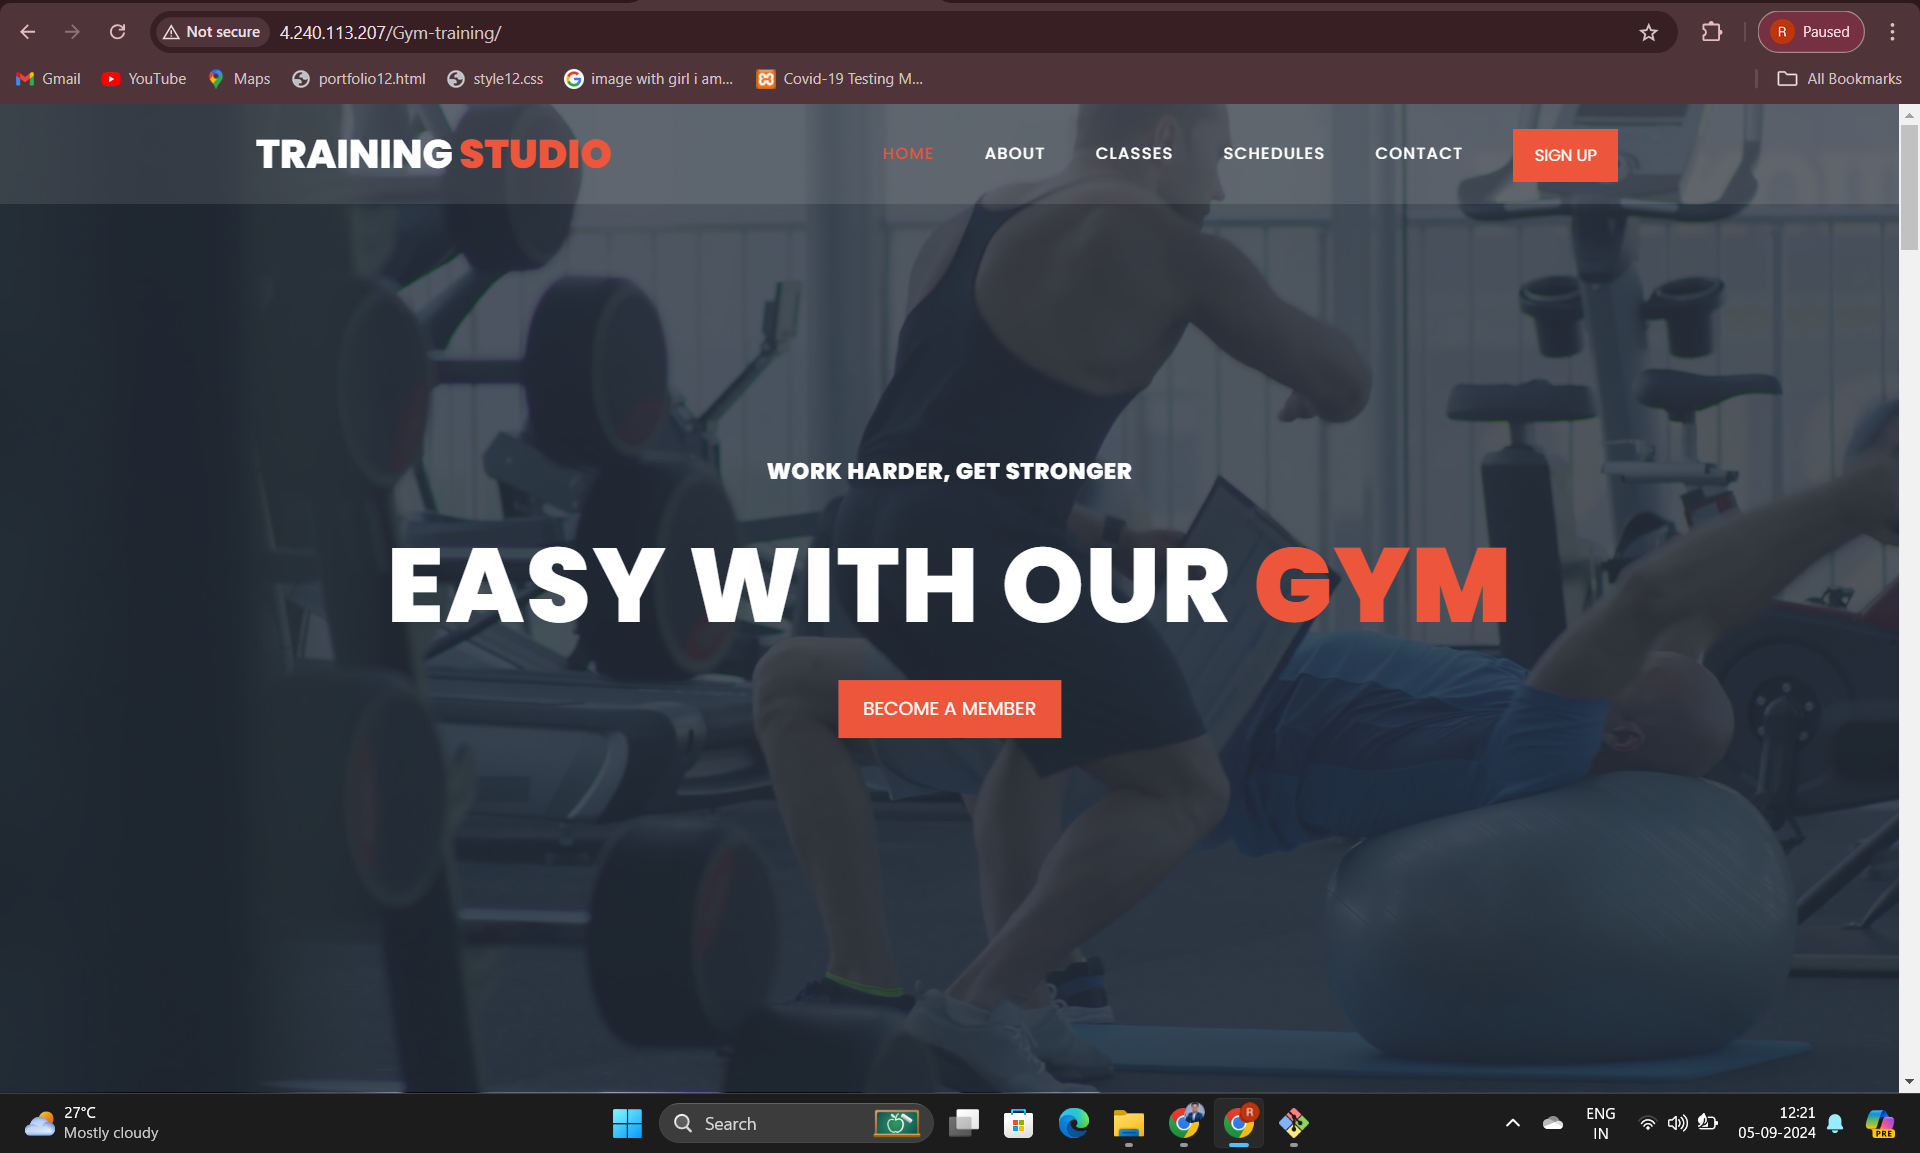 Not secure
4.240.113.207/Gym-training/
R
Paused
Gmail
YouTube
Maps
portfolio12.html
style12.css
image with girl i am...
Covid-19 Testing M...
All Bookmarks
TRAINING STUDIO
HOME
ABOUT
CLASSES
SCHEDULES
CONTACT
SIGN UP
WORK HARDER, GET STRONGER
EASY WITH OUR GYM
BECOME A MEMBER
27°C
Mostly cloudy
Search
R
ENG
IN
12:21
05-09-2024
PRE